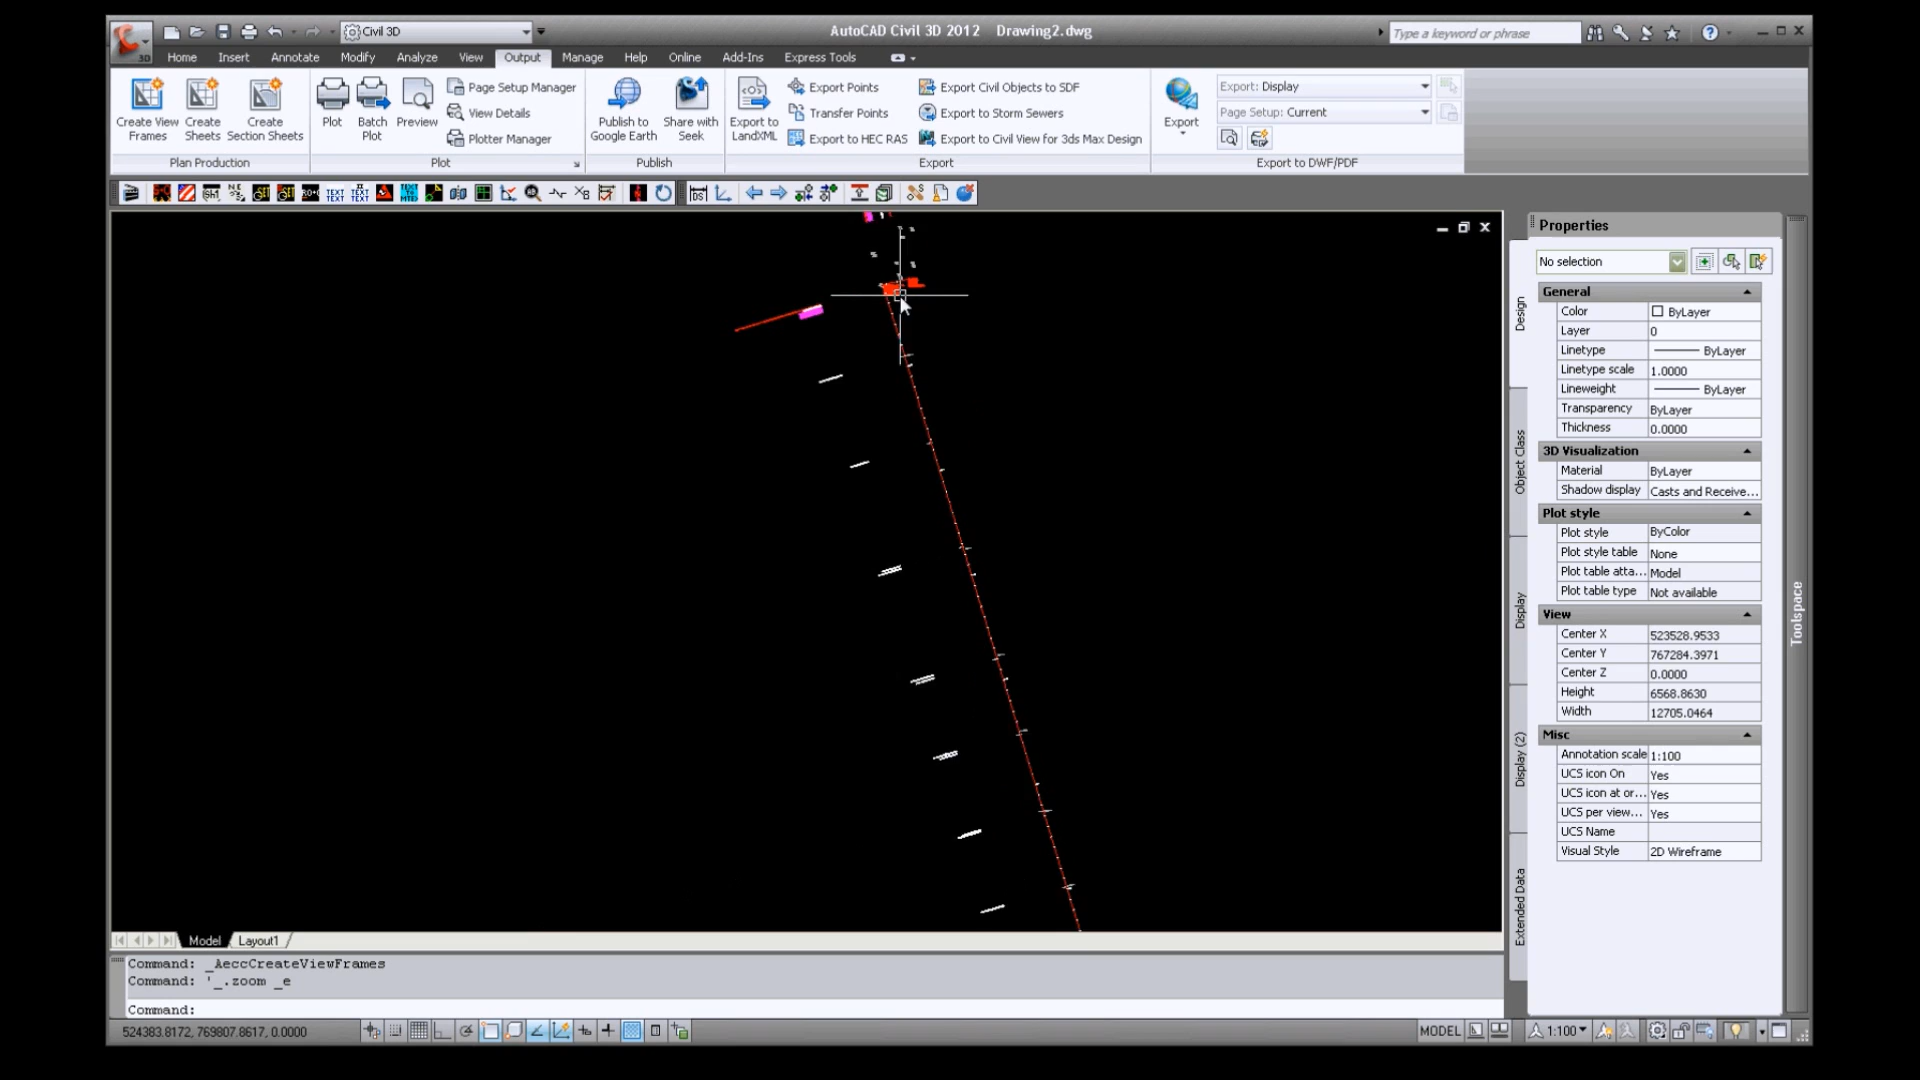 Civil 3D
AutoCAD Civil 3D 2012 Drawing2.dwg
Type a keyword or phrase
3D
Home Insert Annotate Modify Analyze View Output Manage Help Online Add-Ins Express Tools
Create View Frames
Create Sheets
Create Section Sheets
Plan Production
Plot
Batch Plot
Preview
Page Setup Manager
View Details
Plotter Manager
Plot
Publish to Google Earth
Share with Seek
Publish
Export to LandXML
Export Points
Transfer Points
Export to HEC RAS
Export Civil Objects to SDF
Export to Storm Sewers
Export to Civil View for 3ds Max Design
Export
Export
Export: Display
Page Setup: Current
Export to DWF/PDF
Properties
No selection
General
Color ByLayer
Layer 0
Linetype ByLayer
Linetype scale 1.0000
Lineweight ByLayer
Transparency ByLayer
Thickness 0.0000
3D Visualization
Material ByLayer
Shadow display Casts and Receive...
Plot style
Plot style ByColor
Plot style table None
Plot table atta... Model
Plot table type Not available
View
Center X 523528.9533
Center Y 767284.3971
Center Z 0.0000
Height 6568.8630
Width 12705.0464
Misc
Annotation scale 1:100
UCS icon On Yes
UCS icon at or... Yes
UCS per view... Yes
UCS Name
Visual Style 2D Wireframe
Design
Object Class
Display
Display (2)
Extended Data
Toolspace
Model Layout1
Command: _AeccCreateViewFrames
Command: '_.zoom _e
Command:
524383.8172, 769807.8617, 0.0000
MODEL
1:100